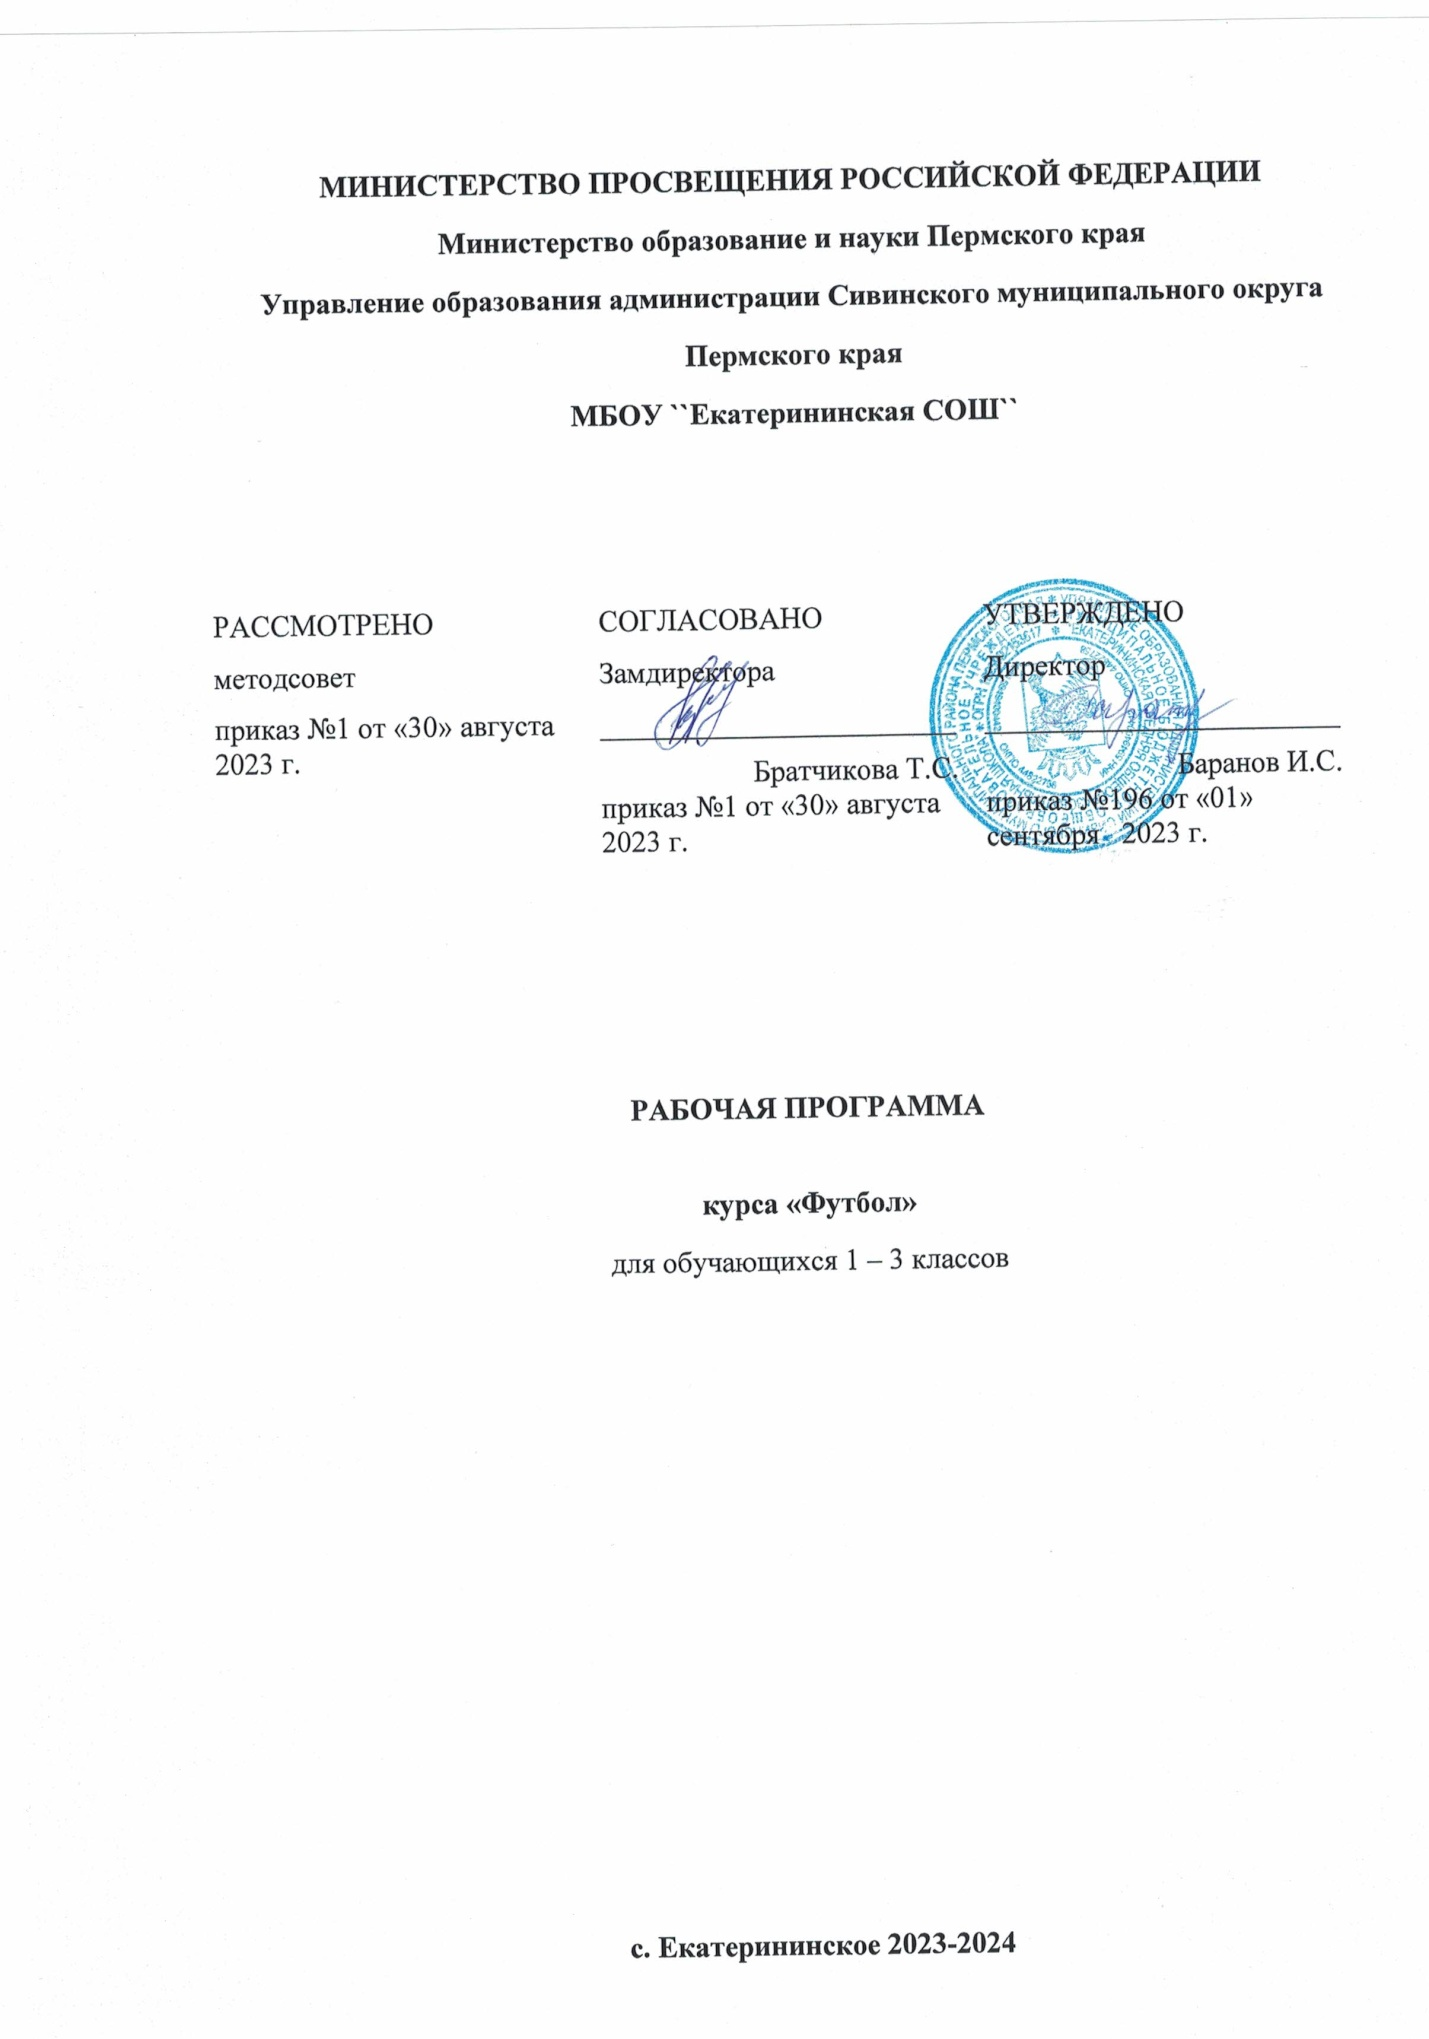 МИНИСТЕРСТВО ПРОСВЕЩЕНИЯ РОССИЙСКОЙ ФЕДЕРАЦИИ
Министерство образование и науки Пермского края
Управление образования администрации Сивинского муниципального округа
Пермского края
МБОУ ``Екатерининская СОШ``
РАССМОТРЕНО
методсовет
приказ №1 от «30» августа
2023 г.
СОГЛАСОВАНО
Замдиректора
Братчикова Т.С.
приказ №1 от «30» августа
2023 г.
УТВЕРЖДЕНО
Директор
Баранов И.С.
приказ №196 от «01»
сентября 2023 г.
РАБОЧАЯ ПРОГРАММА
курса «Футбол»
для обучающихся 1 – 3 классов
с. Екатерининское 2023-2024